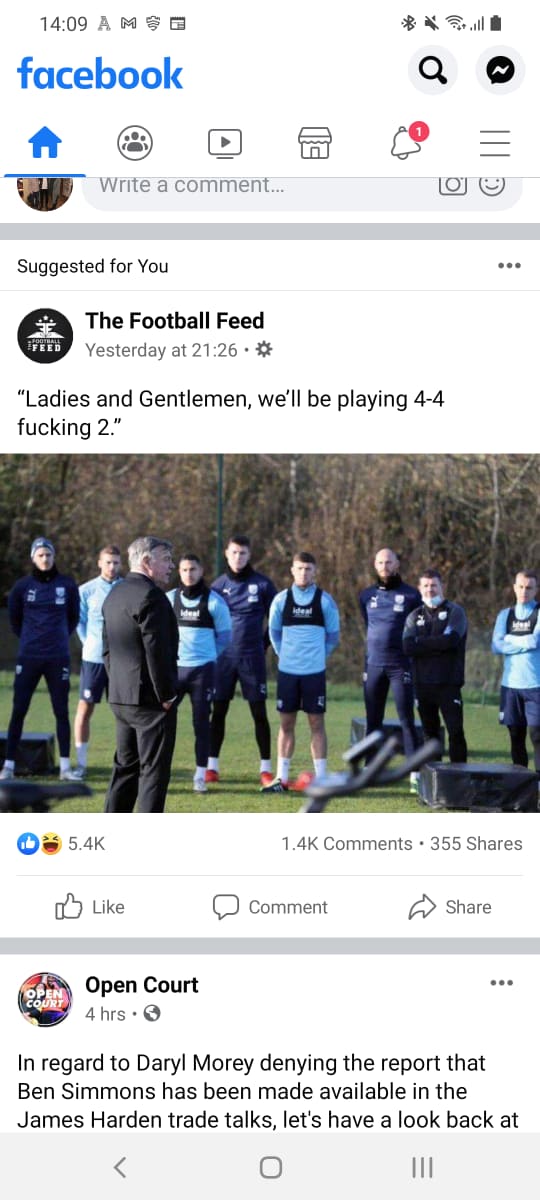 14:09
facebook
1
Write a comment...
Suggested for You
THE FOOTBALL
FEED
The Football Feed
Yesterday at 21:26 •
“Ladies and Gentlemen, we’ll be playing 4-4
fucking 2.”
ideal
ideal
ideal
5.4K
1.4K Comments • 355 Shares
Like
Comment
Share
OPEN
COURT
Open Court
4 hrs •
In regard to Daryl Morey denying the report that
Ben Simmons has been made available in the
James Harden trade talks, let's have a look back at